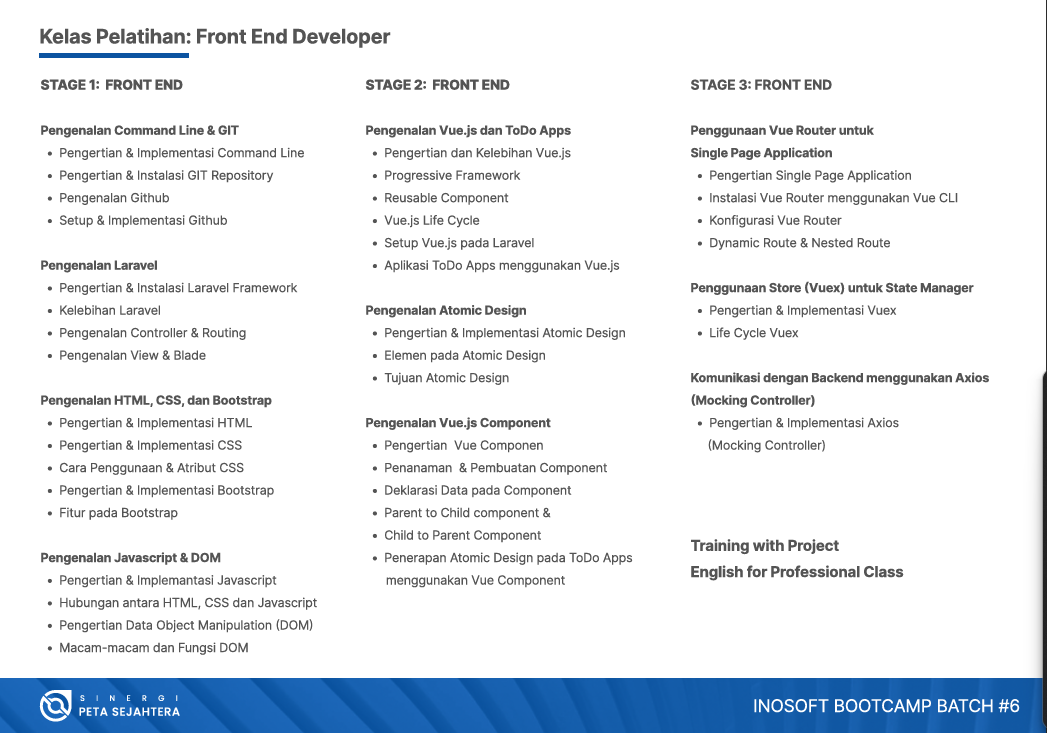 Kelas Pelatihan: Front End Developer
STAGE 1: FRONT END
Pengenalan Command Line & GIT
• Pengertian & Implementasi Command Line
• Pengertian & Instalasi GIT Repository
• Pengenalan Github
• Setup & Implementasi Github
Pengenalan Laravel
• Pengertian & Instalasi Laravel Framework
• Kelebihan Laravel
• Pengenalan Controller & Routing
• Pengenalan View & Blade
Pengenalan HTML, CSS, dan Bootstrap
• Pengertian & Implementasi HTML
• Pengertian & Implementasi CSS
• Cara Penggunaan & Atribut CSS
• Pengertian & Implementasi Bootstrap
• Fitur pada Bootstrap
Pengenalan Javascript & DOM
• Pengertian & Implemantasi Javascript
• Hubungan antara HTML, CSS dan Javascript
• Pengertian Data Object Manipulation (DOM)
• Macam-macam dan Fungsi DOM
STAGE 2: FRONT END
Pengenalan Vue.js dan ToDo Apps
• Pengertian dan Kelebihan Vue.js
• Progressive Framework
• Reusable Component
• Vue.js Life Cycle
• Setup Vue.js pada Laravel
• Aplikasi ToDo Apps menggunakan Vue.js
Pengenalan Atomic Design
• Pengertian & Implementasi Atomic Design
• Elemen pada Atomic Design
• Tujuan Atomic Design
Pengenalan Vue.js Component
• Pengertian Vue Componen
• Penanaman & Pembuatan Component
• Deklarasi Data pada Component
• Parent to Child component &
• Child to Parent Component
• Penerapan Atomic Design pada ToDo Apps
menggunakan Vue Component
STAGE 3: FRONT END
Penggunaan Vue Router untuk
Single Page Application
• Pengertian Single Page Application
• Instalasi Vue Router menggunakan Vue CLI
• Konfigurasi Vue Router
• Dynamic Route & Nested Route
Penggunaan Store (Vuex) untuk State Manager
• Pengertian & Implementasi Vuex
• Life Cycle Vuex
Komunikasi dengan Backend menggunakan Axios
(Mocking Controller)
• Pengertian & Implementasi Axios
(Mocking Controller)
Training with Project
English for Professional Class
SINERGI
PETA SEJAHTERA
INOSOFT BOOTCAMP BATCH #6